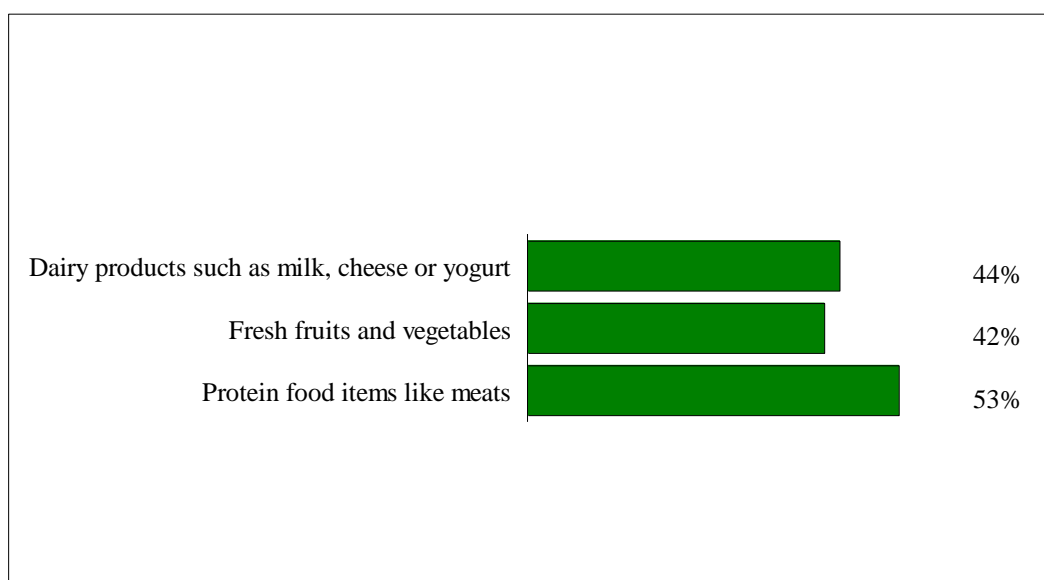 Dairy products such as milk, cheese or yogurt 44%
Fresh fruits and vegetables 42%
Protein food items like meats 53%